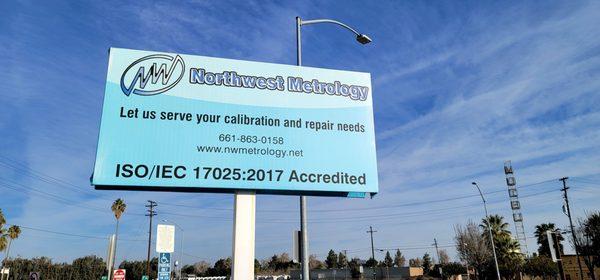 NW Northwest Metrology
Let us serve your calibration and repair needs
661-863-0158
www.nwmetrology.net
ISO/IEC 17025:2017 Accredited